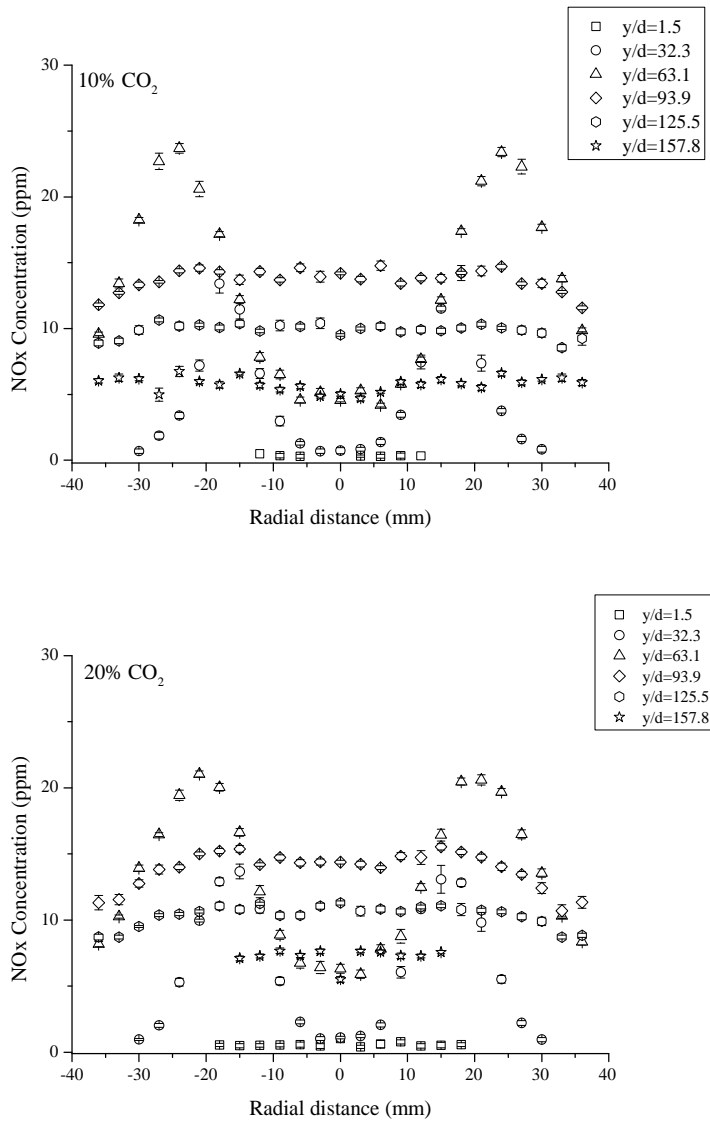 y/d=1.5
y/d=32.3
y/d=63.1
y/d=93.9
y/d=125.5
y/d=157.8
10% CO2
NOx Concentration (ppm)
30
20
10
0
-40 -30 -20 -10 0 10 20 30 40
Radial distance (mm)
y/d=1.5
y/d=32.3
y/d=63.1
y/d=93.9
y/d=125.5
y/d=157.8
20% CO2
NOx Concentration (ppm)
30
20
10
0
-40 -30 -20 -10 0 10 20 30 40
Radial distance (mm)